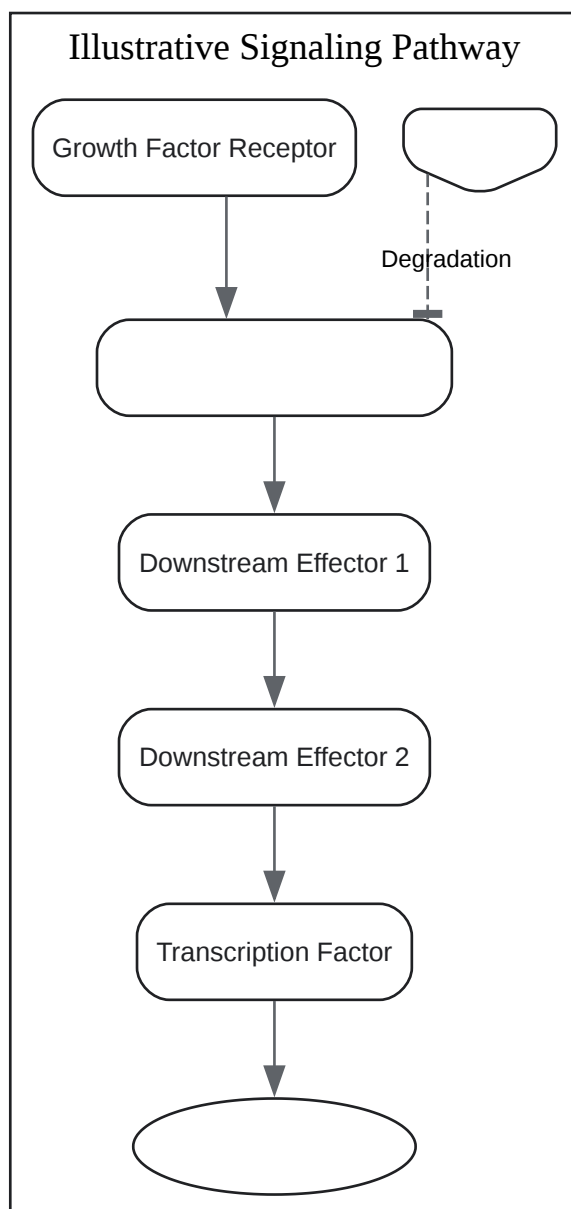 Illustrative Signaling Pathway
Growth Factor Receptor
Degradation
Downstream Effector 1
Downstream Effector 2
Transcription Factor